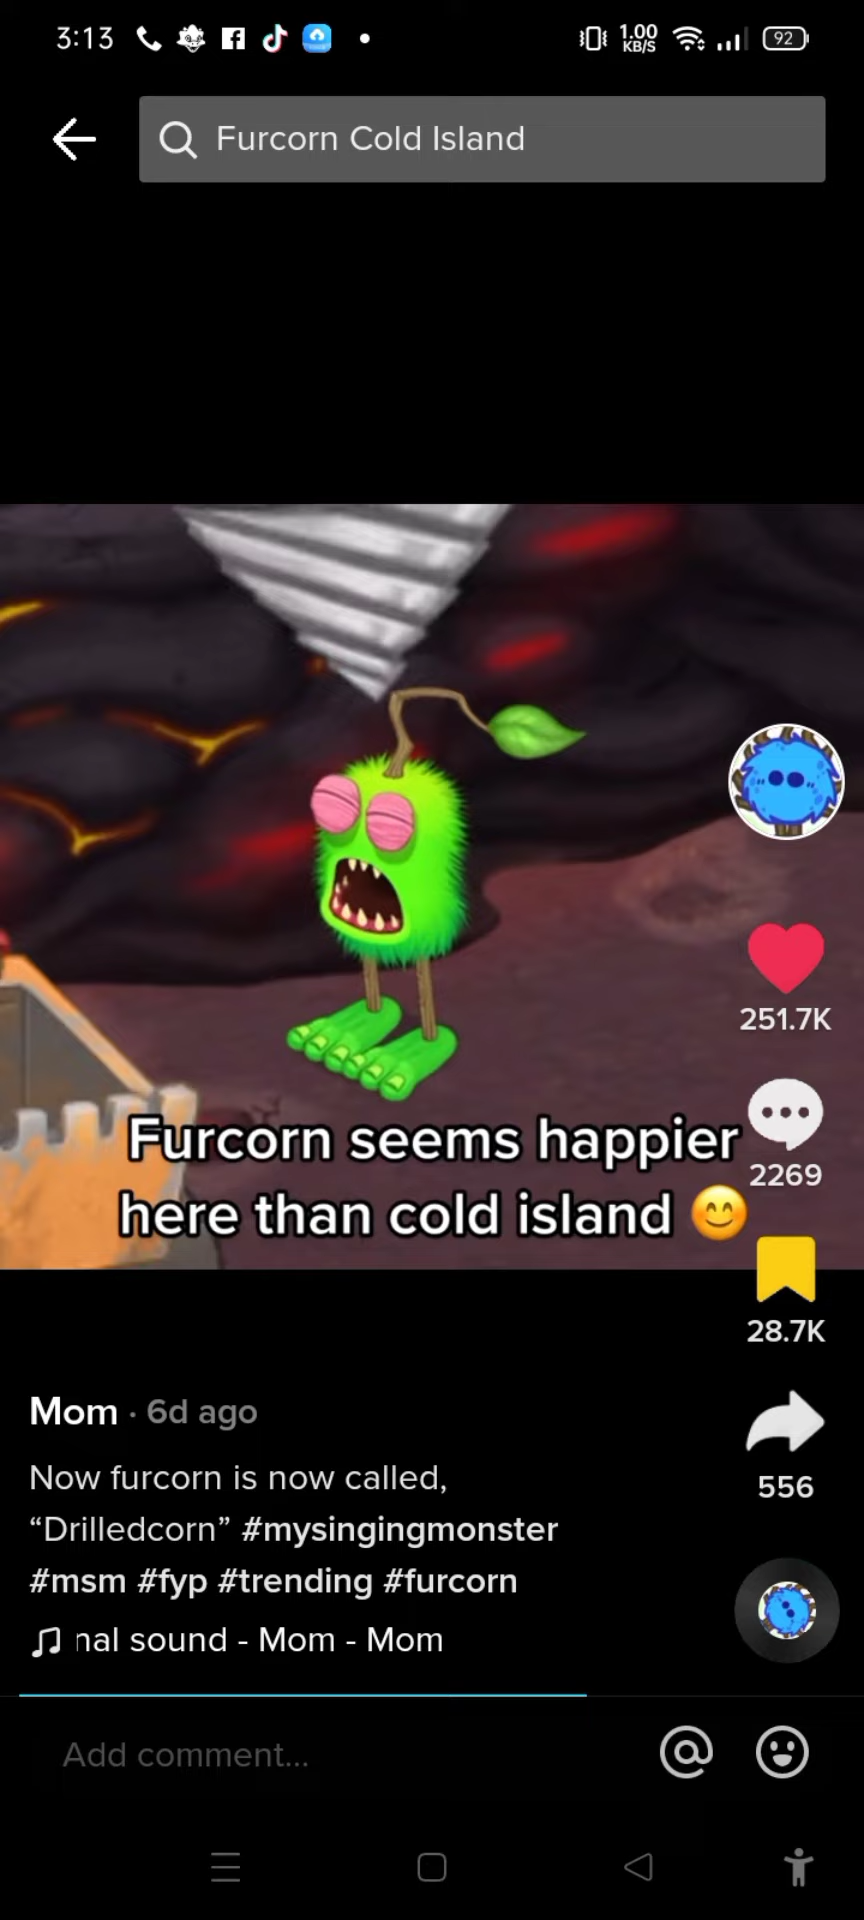 3:13
1.00
KB/S
92
Furcorn Cold Island
Furcorn seems happier
here than cold island 😊
251.7K
2269
28.7K
556
Mom · 6d ago
Now furcorn is now called,
“Drilledcorn” #mysingingmonster
#msm #fyp #trending #furcorn
nal sound - Mom - Mom
Add comment...